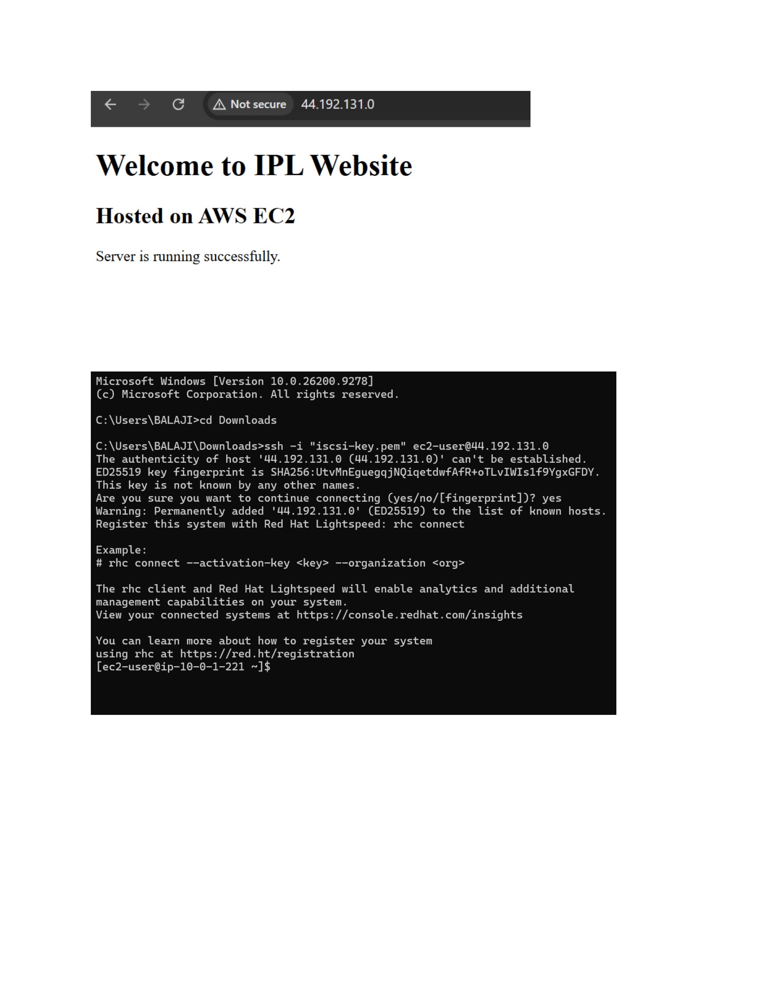 Not secure 44.192.131.0
Welcome to IPL Website
Hosted on AWS EC2
Server is running successfully.
Microsoft Windows [Version 10.0.26200.9278]
(c) Microsoft Corporation. All rights reserved.
C:\Users\BALAJI>cd Downloads
C:\Users\BALAJI\Downloads>ssh -i "iscsi-key.pem" ec2-user@44.192.131.0
The authenticity of host '44.192.131.0 (44.192.131.0)' can't be established.
ED25519 key fingerprint is SHA256:UtvMnEguegqjNQiqetdwfAfR+oTLvIWIs1f9YgxGFDY.
This key is not known by any other names.
Are you sure you want to continue connecting (yes/no/[fingerprint])? yes
Warning: Permanently added '44.192.131.0' (ED25519) to the list of known hosts.
Register this system with Red Hat Lightspeed: rhc connect
Example:
# rhc connect --activation-key <key> --organization <org>
The rhc client and Red Hat Lightspeed will enable analytics and additional
management capabilities on your system.
View your connected systems at https://console.redhat.com/insights
You can learn more about how to register your system
using rhc at https://red.ht/registration
[ec2-user@ip-10-0-1-221 ~]$